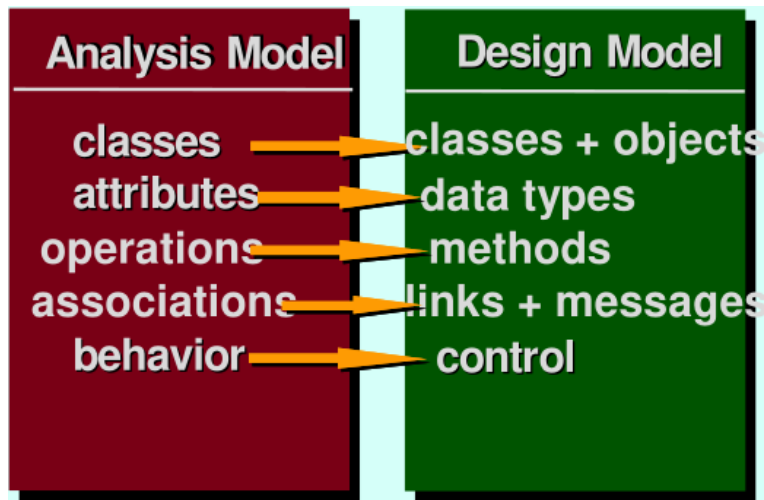 Analysis Model
classes
attributes
operations
associations
behavior
Design Model
classes + objects
data types
methods
links + messages
control